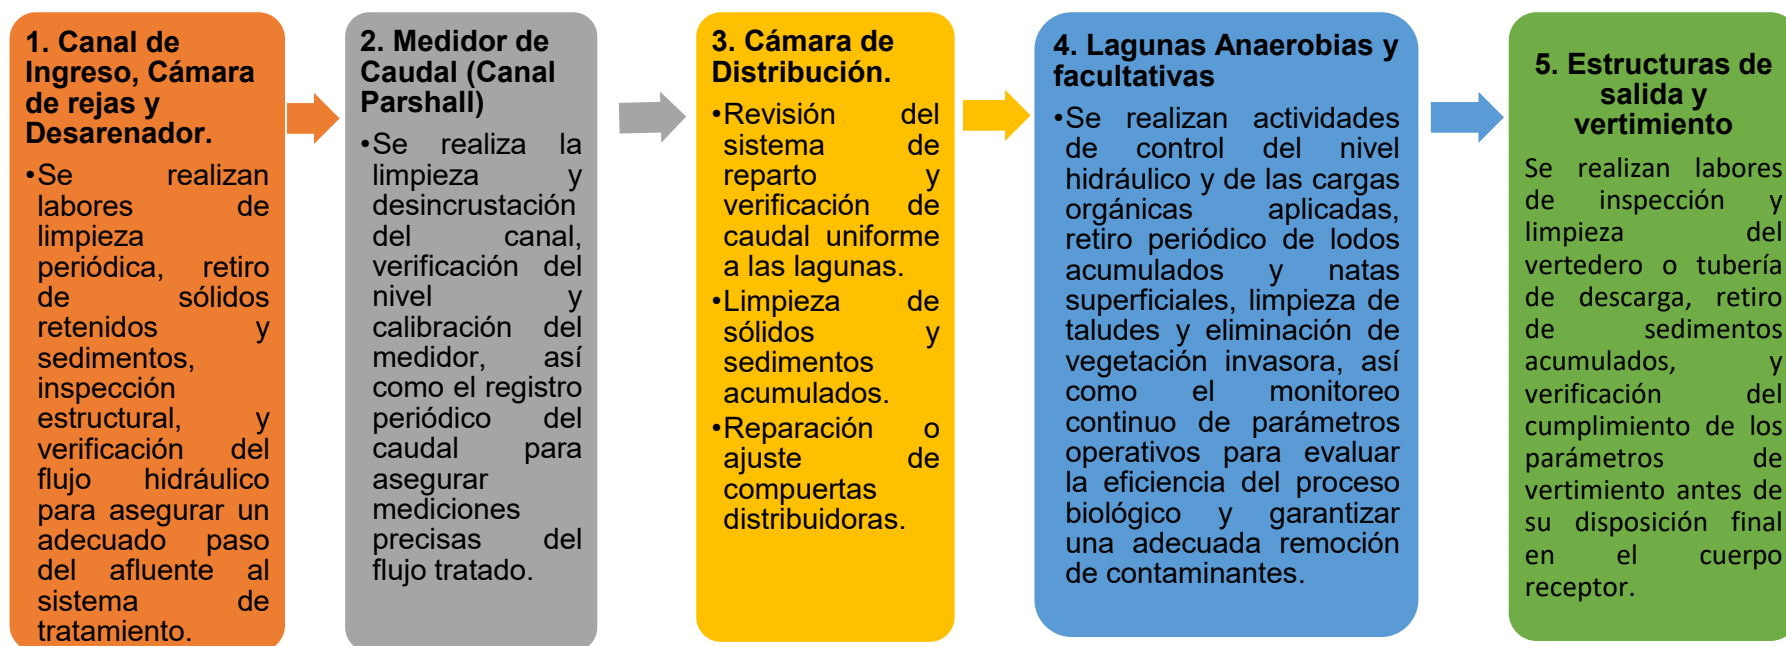 1. Canal de
Ingreso, Cámara
de rejas y
Desarenador.
•Se realizan
labores de
limpieza
periódica, retiro
de sólidos
retenidos y
sedimentos,
inspección
estructural, y
verificación del
flujo hidráulico
para asegurar un
adecuado paso
del afluente al
sistema de
tratamiento.
2. Medidor de
Caudal (Canal
Parshall)
•Se realiza la
limpieza y
desincrustación
del canal,
verificación del
nivel y
calibración del
medidor, así
como el registro
periódico del
caudal para
asegurar
mediciones
precisas del
flujo tratado.
3. Cámara de
Distribución.
•Revisión del
sistema de
reparto y
verificación de
caudal uniforme
a las lagunas.
•Limpieza de
sólidos y
sedimentos
acumulados.
•Reparación o
ajuste de
compuertas
distribuidoras.
4. Lagunas Anaerobias y
facultativas
•Se realizan actividades
de control del nivel
hidráulico y de las cargas
orgánicas aplicadas,
retiro periódico de lodos
acumulados y natas
superficiales, limpieza de
taludes y eliminación de
vegetación invasora, así
como el monitoreo
continuo de parámetros
operativos para evaluar
la eficiencia del proceso
biológico y garantizar
una adecuada remoción
de contaminantes.
5. Estructuras de
salida y
vertimiento
Se realizan labores
de inspección y
limpieza del
vertedero o tubería
de descarga, retiro
de sedimentos
acumulados, y
verificación del
cumplimiento de los
parámetros de
vertimiento antes de
su disposición final
en el cuerpo
receptor.